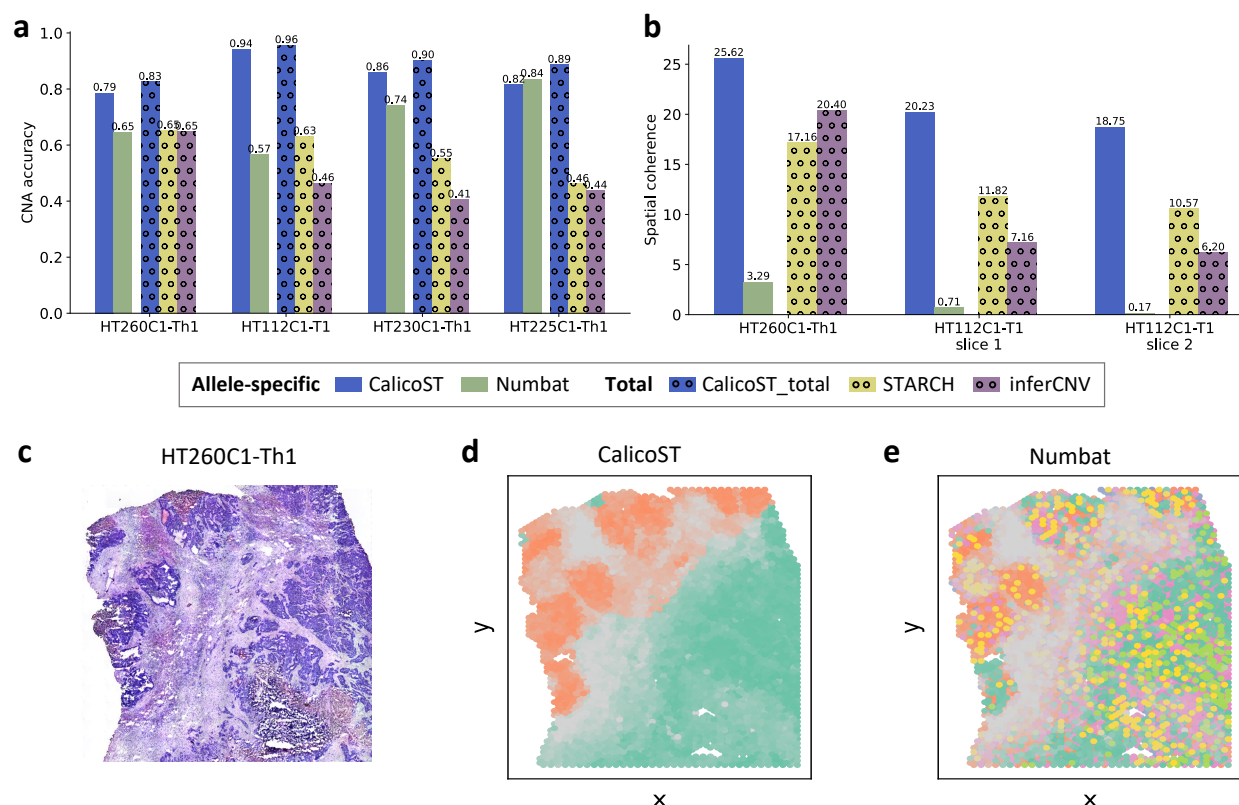 a
CNA accuracy
1.0
0.8
0.6
0.4
0.2
0.0
0.79
0.65
0.83
0.65
0.65
0.94
0.57
0.96
0.63
0.46
0.86
0.74
0.90
0.55
0.41
0.82
0.84
0.89
0.46
0.44
HT260C1-Th1
HT112C1-T1
HT230C1-Th1
HT225C1-Th1
b
Spatial coherence
25
20
15
10
5
0
25.62
3.29
17.16
20.40
20.23
0.71
11.82
7.16
18.75
0.17
10.57
6.20
HT260C1-Th1
HT112C1-T1
slice 1
HT112C1-T1
slice 2
Allele-specific CalicoST Numbat Total CalicoST_total STARCH inferCNV
c
HT260C1-Th1
d
CalicoST
y
x
e
Numbat
y
x